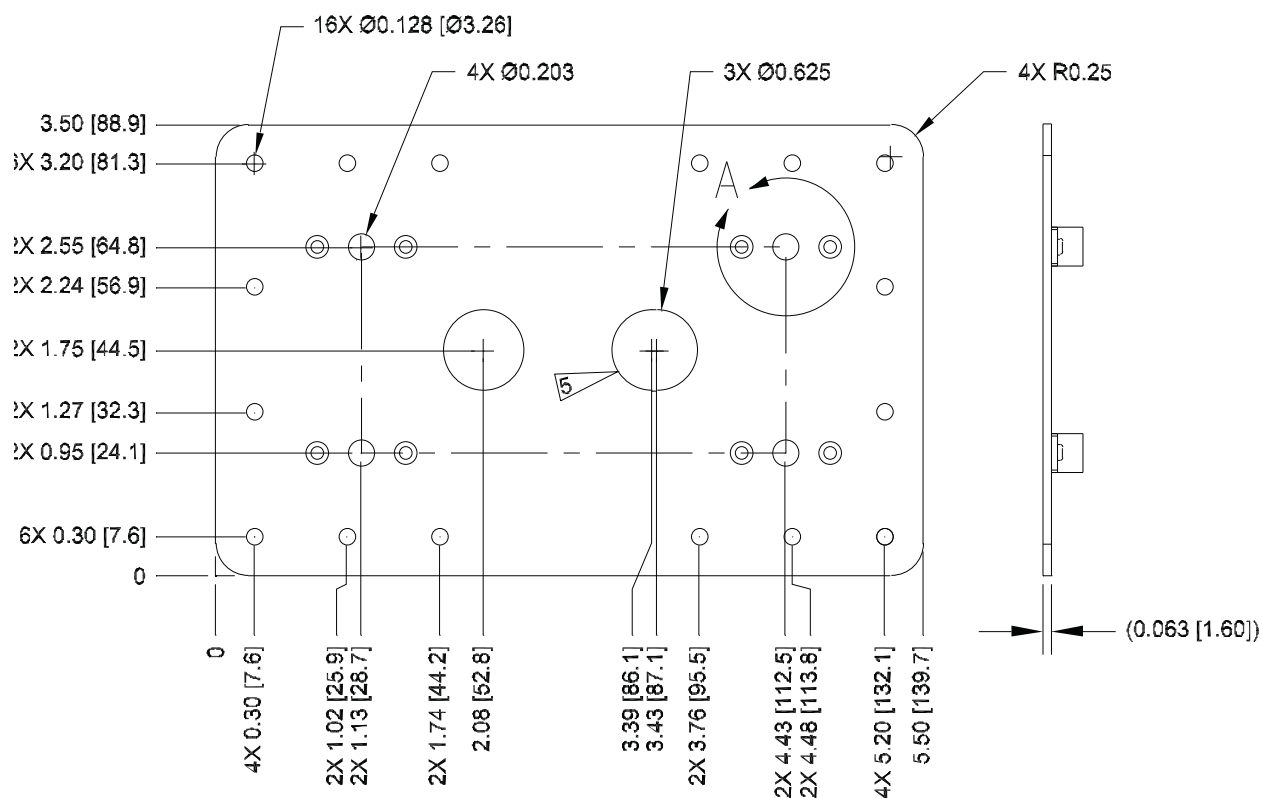 16X Ø0.128 [Ø3.26]
4X Ø0.203
3X Ø0.625
4X R0.25
3.50 [88.9]
3.20 [81.3]
A
2X 2.55 [64.8]
2X 2.24 [56.9]
2X 1.75 [44.5]
5
2X 1.27 [32.3]
2X 0.95 [24.1]
6X 0.30 [7.6]
0
(0.063 [1.60])
0
4X 0.30 [7.6]
2X 1.02 [25.9]
2X 1.13 [28.7]
2X 1.74 [44.2]
2.08 [52.8]
3.39 [86.1]
3.43 [87.1]
2X 3.76 [95.5]
2X 4.43 [112.5]
2X 4.48 [113.8]
4X 5.20 [132.1]
5.50 [139.7]